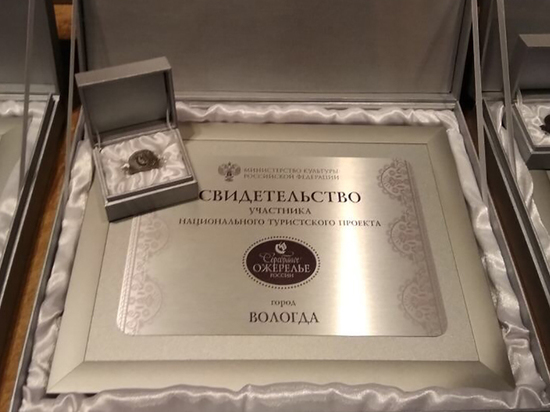 МИНИСТЕРСТВО КУЛЬТУРЫ
РОССИЙСКОЙ ФЕДЕРАЦИИ
СВИДЕТЕЛЬСТВО
УЧАСТНИКА
НАЦИОНАЛЬНОГО ТУРИСТСКОГО ПРОЕКТА
Серебряное
ОЖЕРЕЛЬЕ
РОССИИ
город
ВОЛОГДА